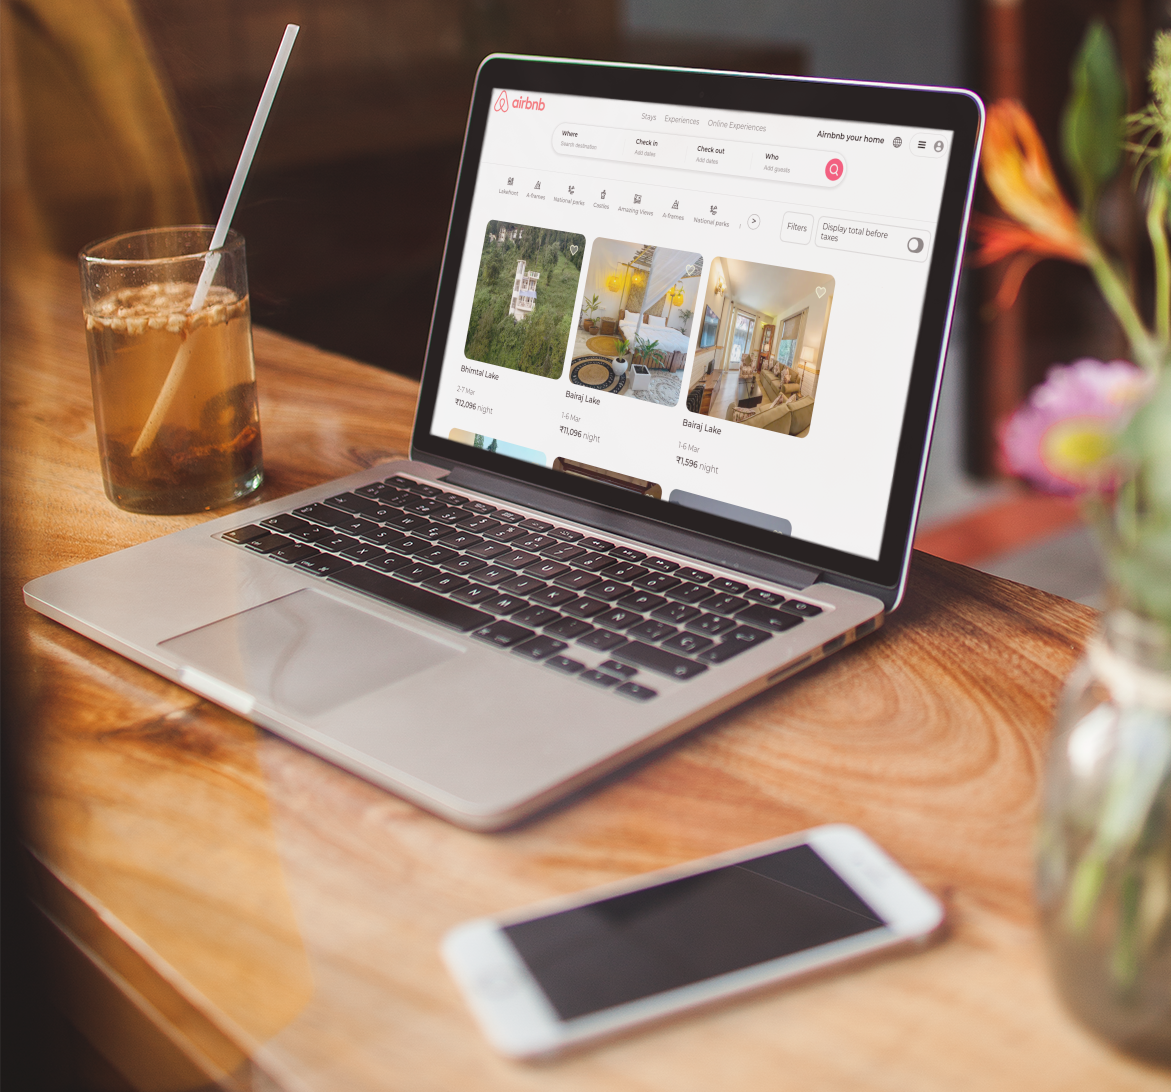 airbnb
Stays Experiences Online Experiences
Airnbnb your home
Where
Search destination
Check in
Add dates
Check out
Add dates
Who
Add guests
Lakefront A-frames National parks Castles Amazing Views A-frames National parks
Filters
Display total before
taxes
Bhimtal Lake
2-7 Mar
₹12,096 night
Bairaj Lake
1-6 Mar
₹11,096 night
Bairaj Lake
1-6 Mar
₹1,596 night